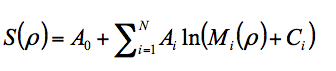 S(ρ) = A₀ + ∑ᵢ₌₁ᴺ Aᵢ ln(Mᵢ(ρ) + Cᵢ)